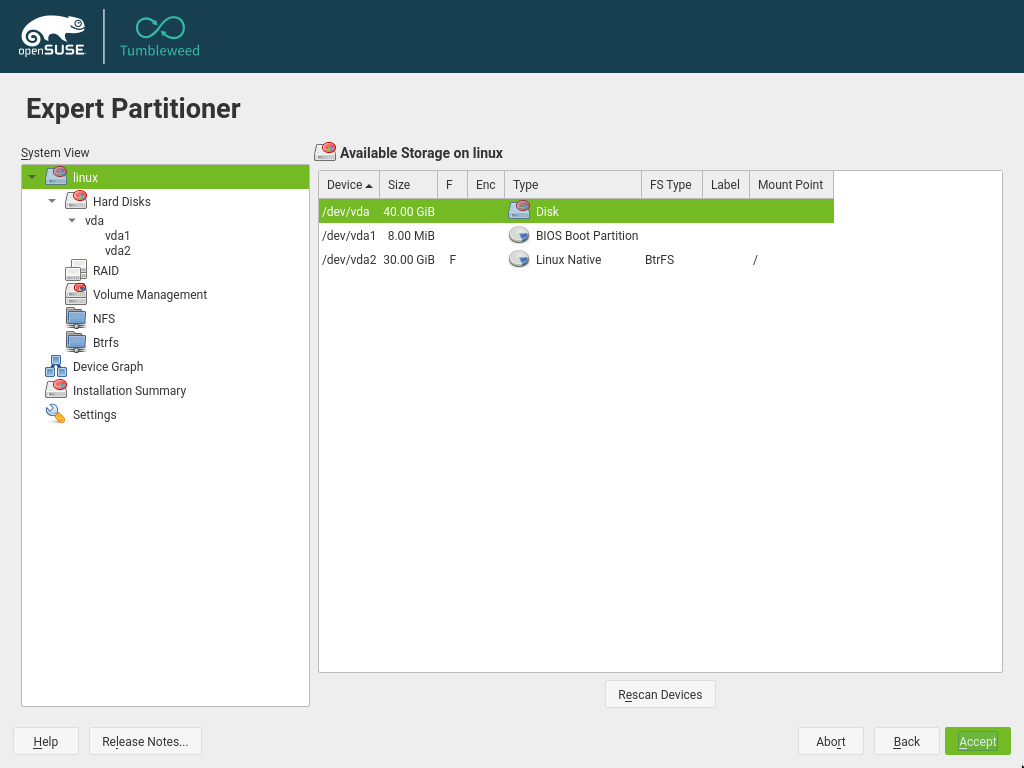 openSUSE
Tumbleweed
Expert Partitioner
System View
linux
Hard Disks
vda
vda1
vda2
RAID
Volume Management
NFS
Btrfs
Device Graph
Installation Summary
Settings
Available Storage on linux
Device Size F Enc Type FS Type Label Mount Point
/dev/vda 40.00 GiB Disk
/dev/vda1 8.00 MiB BIOS Boot Partition
/dev/vda2 30.00 GiB F Linux Native BtrFS /
Rescan Devices
Help Release Notes... Abort Back Accept